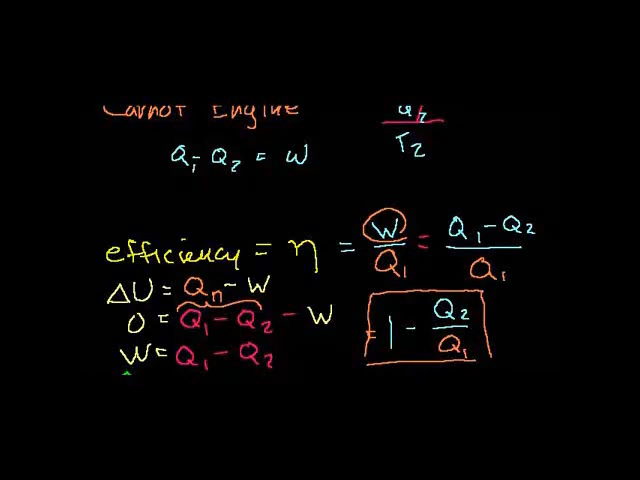 Carnot Engine
Q₁ - Q₂ = W
Q₂
T₂
efficiency = η = W/Q₁ = Q₁ - Q₂/Q₁
ΔU = Qₙ - W
0 = Q₁ - Q₂ - W
= 1 - Q₂/Q₁
W = Q₁ - Q₂